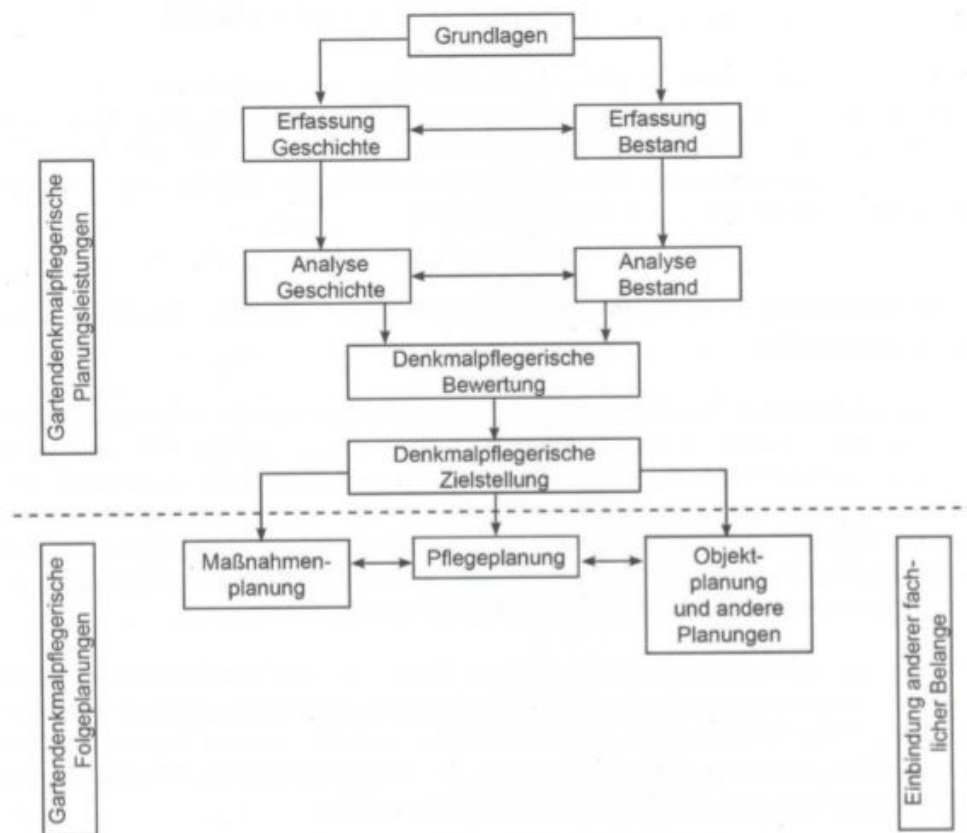 Grundlagen
Erfassung
Geschichte
Erfassung
Bestand
Analyse
Geschichte
Analyse
Bestand
Denkmalpflegerische
Bewertung
Denkmalpflegerische
Zielstellung
Gartendenkmalpflegerische
Planungsleistungen
Maßnahmen-
planung
Pflegeplanung
Objekt-
planung
und andere
Planungen
Gartendenkmalpflegerische
Folgeplanungen
Einbindung anderer fach-
licher Belange